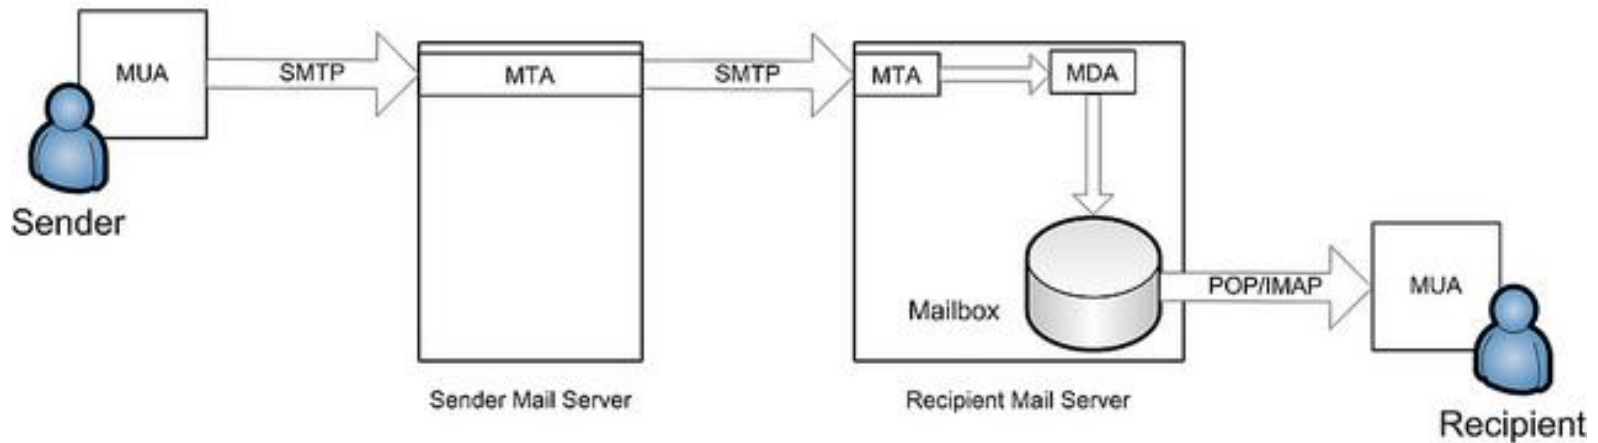 MUA
SMTP
MTA
SMTP
MTA
MDA
Sender
Mailbox
POP/IMAP
MUA
Sender Mail Server
Recipient Mail Server
Recipient